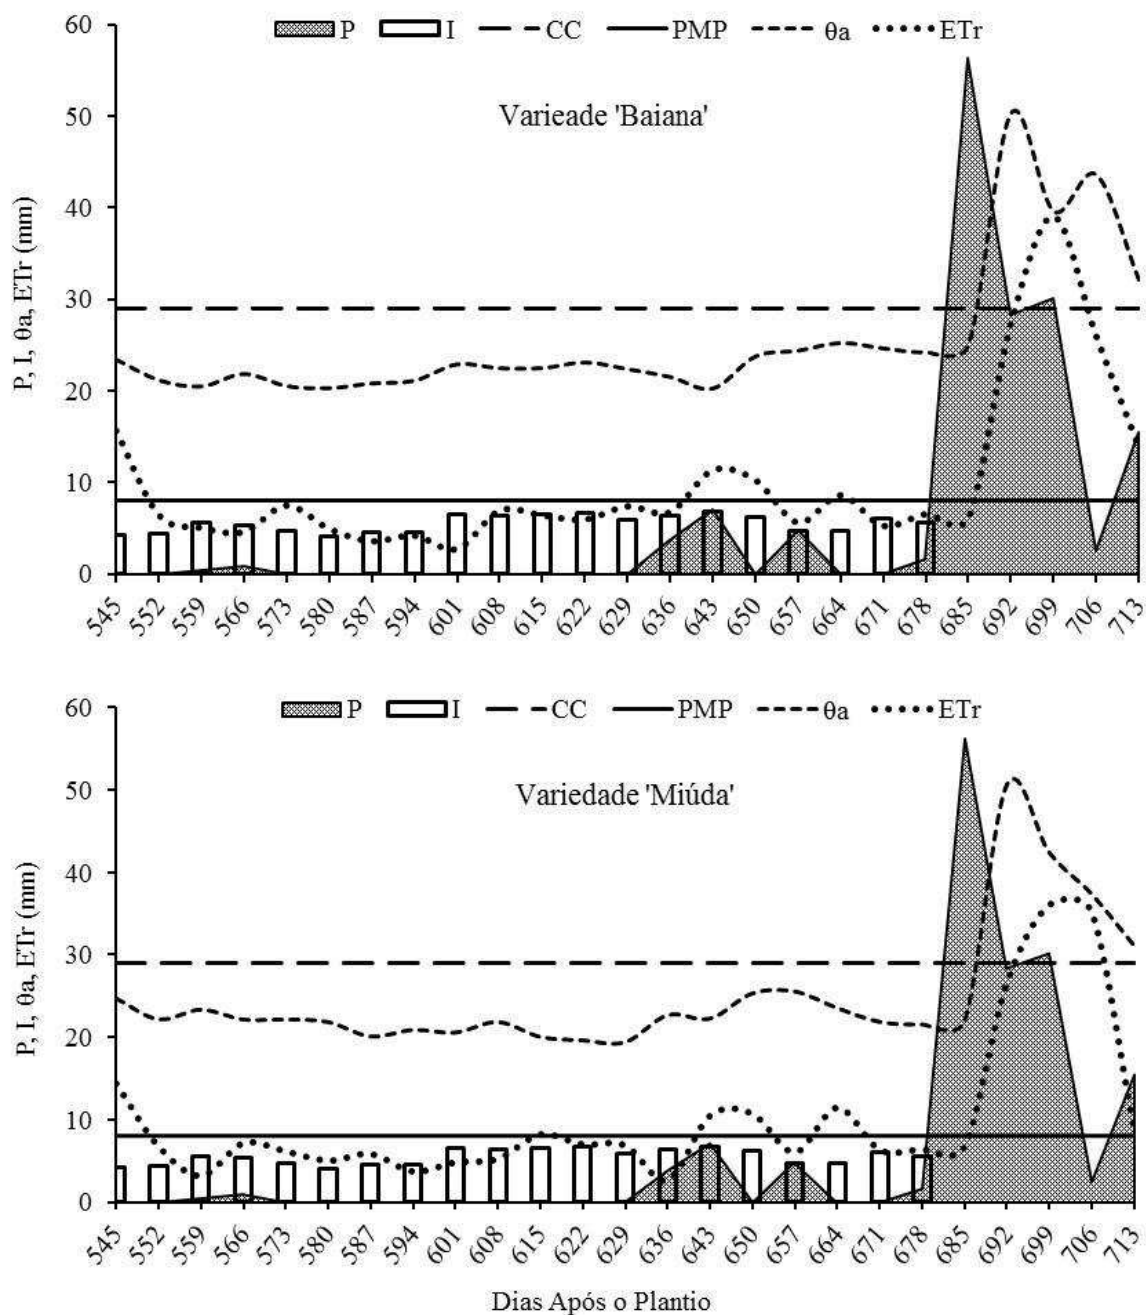 P I CC PMP θa ETr
Varieade 'Baiana'
P, I, θa, ETr (mm)
60
50
40
30
20
10
0
545 552 559 566 573 580 587 594 601 608 615 622 629 636 643 650 657 664 671 678 685 692 699 706 713
P I CC PMP θa ETr
Variedade 'Miúda'
P, I, θa, ETr (mm)
60
50
40
30
20
10
0
545 552 559 566 573 580 587 594 601 608 615 622 629 636 643 650 657 664 671 678 685 692 699 706 713
Dias Após o Plantio